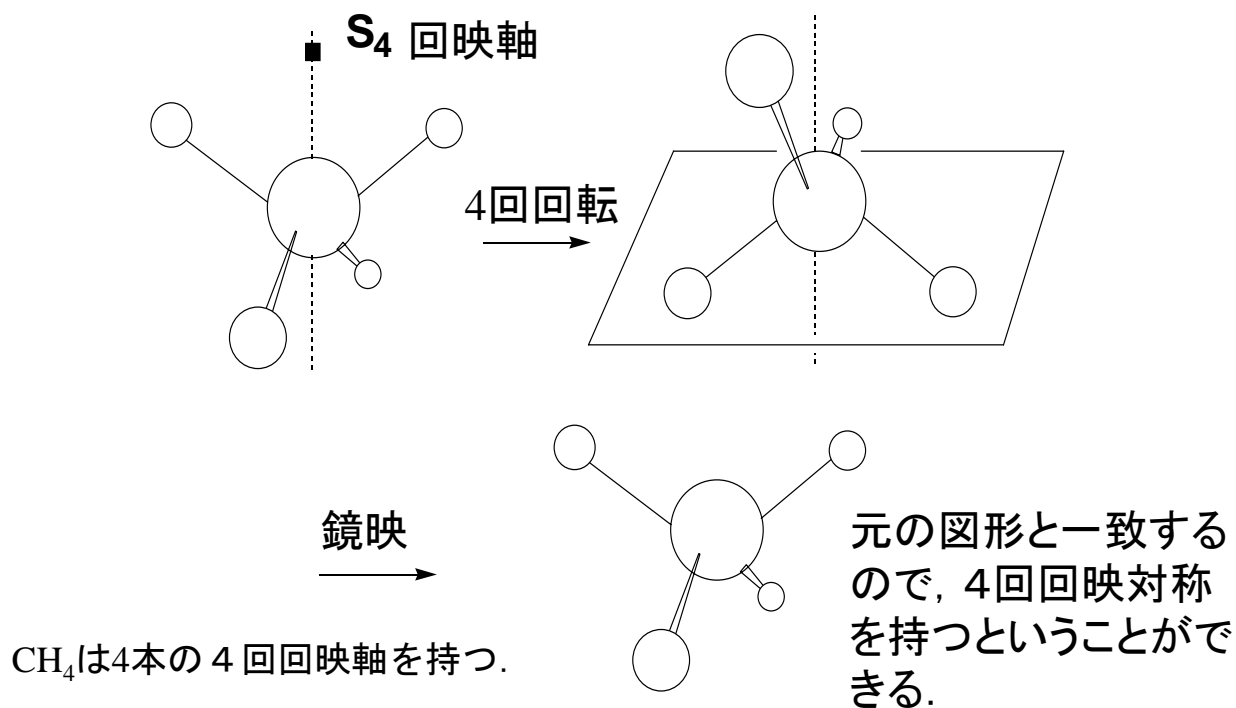 S₄ 回映軸
4回回転
鏡映
元の図形と一致する
ので, ４回回映対称
を持つということがで
きる.
CH₄は4本の４回回映軸を持つ.